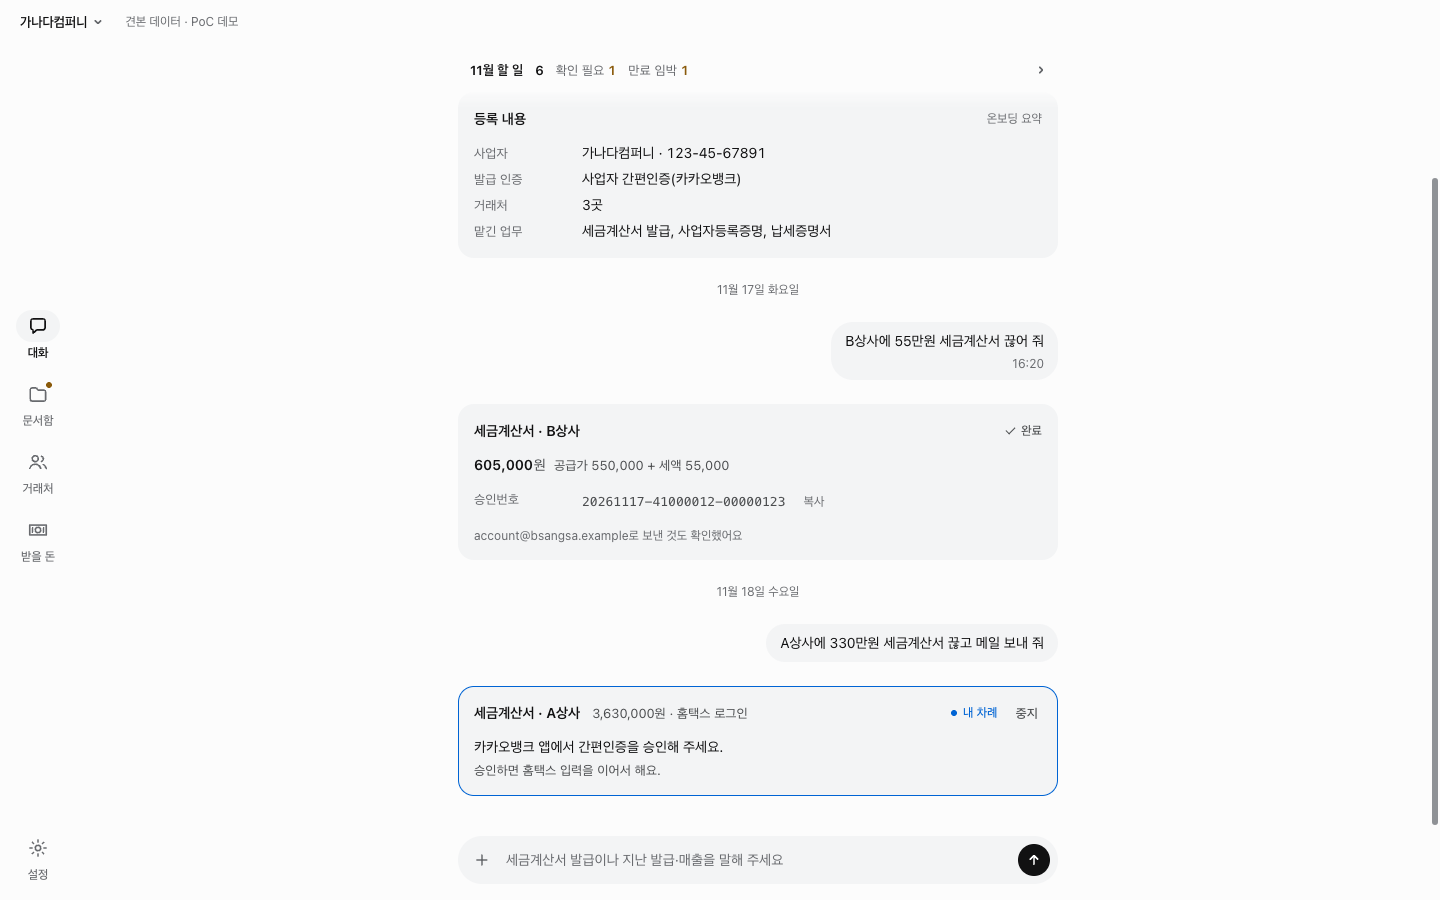 가나다컴퍼니
견본 데이터 · PoC 데모
11월 할 일 6 확인 필요 1 만료 임박 1
등록 내용
온보딩 요약
사업자 가나다컴퍼니 · 123-45-67891
발급 인증 사업자 간편인증(카카오뱅크)
거래처 3곳
맡긴 업무 세금계산서 발급, 사업자등록증명, 납세증명서
11월 17일 화요일
B상사에 55만원 세금계산서 끊어 줘
16:20
세금계산서 · B상사
완료
605,000원 공급가 550,000 + 세액 55,000
승인번호 20261117-41000012-00000123 복사
account@bsangsa.example로 보낸 것도 확인했어요
11월 18일 수요일
A상사에 330만원 세금계산서 끊고 메일 보내 줘
세금계산서 · A상사 3,630,000원 · 홈택스 로그인
내 차례 중지
카카오뱅크 앱에서 간편인증을 승인해 주세요.
승인하면 홈택스 입력을 이어서 해요.
세금계산서 발급이나 지난 발급·매출을 말해 주세요
대화
문서함
거래처
받을 돈
설정